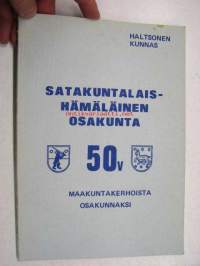 HALTSONEN
KUNNAS
SATAKUNTALAIS-
HÄMÄLÄINEN
OSAKUNTA
50v
MAAKUNTAKERHOISTA
OSAKUNNAKSI